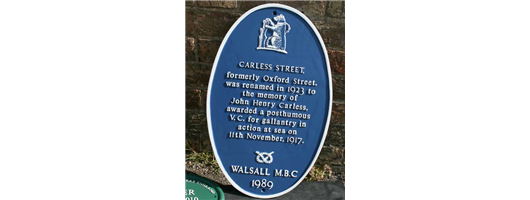 CARLESS STREET,
formerly Oxford Street,
was renamed in 1923 to
the memory of
John Henry Carless,
awarded a posthumous
V.C. for gallantry in
action at sea on
11th November, 1917.
WALSALL M.B.C
1989